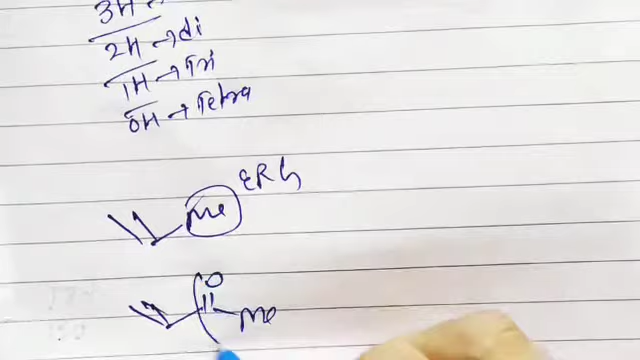 3H →
2H → di
1H → Tri
0H → Tetra
Me ERG
O
Me